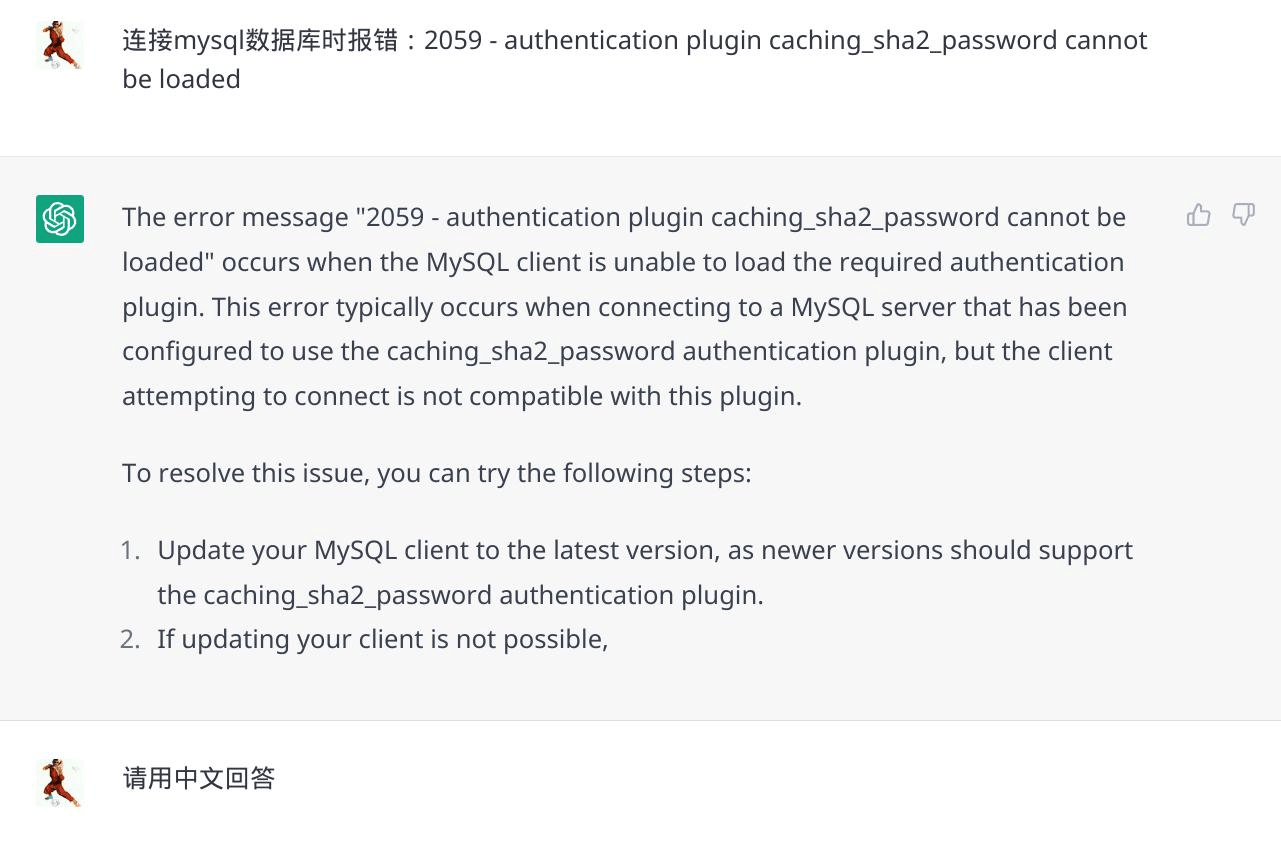 连接mysql数据库时报错：2059 - authentication plugin caching_sha2_password cannot
be loaded
The error message "2059 - authentication plugin caching_sha2_password cannot be
loaded" occurs when the MySQL client is unable to load the required authentication
plugin. This error typically occurs when connecting to a MySQL server that has been
configured to use the caching_sha2_password authentication plugin, but the client
attempting to connect is not compatible with this plugin.
To resolve this issue, you can try the following steps:
1. Update your MySQL client to the latest version, as newer versions should support
the caching_sha2_password authentication plugin.
2. If updating your client is not possible,
请用中文回答